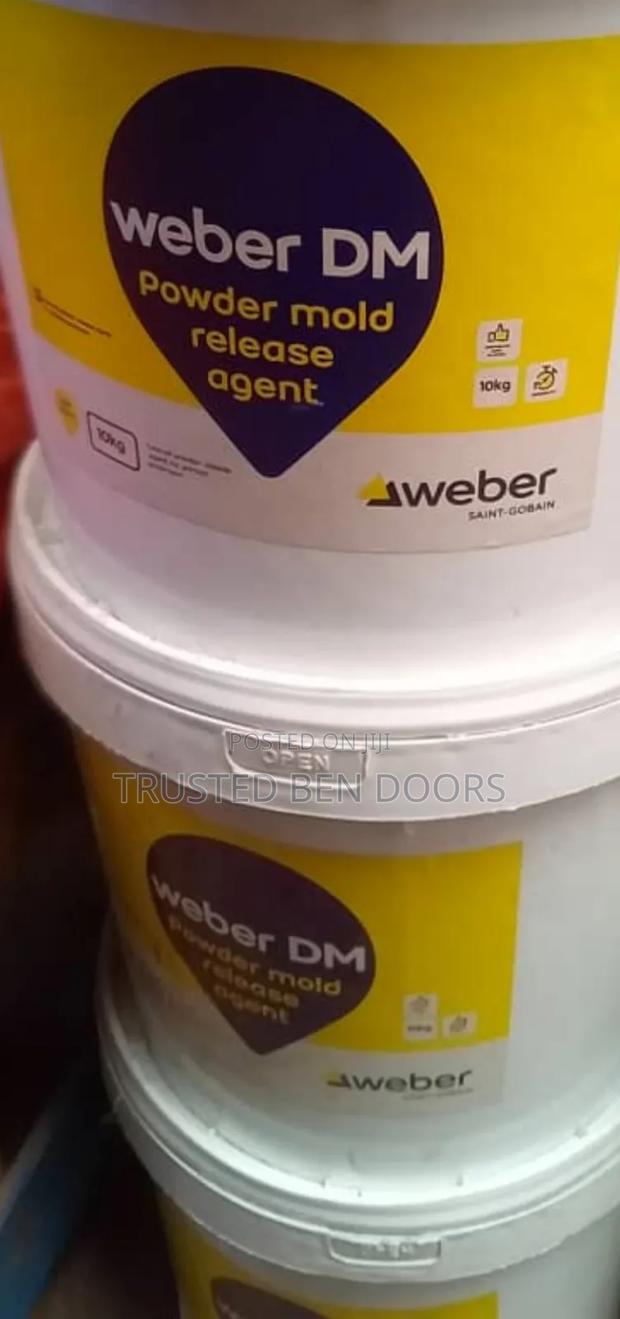 weber DM
Powder mold
release
agent
10kg
10kg
weber
SAINT-GOBAIN
POSTED ON JIJI
OPEN
TRUSTED BEN DOORS
weber DM
Powder mold
release
agent
weber